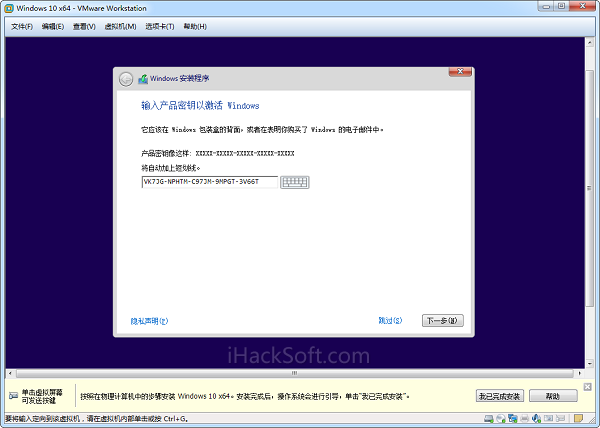 Windows 10 x64 - VMware Workstation
文件(F) 编辑(E) 查看(V) 虚拟机(M) 选项卡(T) 帮助(H)
Windows 安装程序
输入产品密钥以激活 Windows
它应该在 Windows 包装盒的背面，或者在表明你购买了 Windows 的电子邮件中。
产品密钥像这样: XXXXX-XXXXX-XXXXX-XXXXX-XXXXX
将自动加上短划线。
VK7JG-NPHTM-C97JM-9MPGT-3V66T
隐私声明(P) 跳过(S) 下一步(N)
iHackSoft.com
单击虚拟屏幕
可发送按键
按照在物理计算机中的步骤安装 Windows 10 x64。安装完成后，操作系统会进行引导，单击“我已完成安装”。
我已完成安装 帮助
要将输入定向到该虚拟机，请在虚拟机内部单击或按 Ctrl+G。